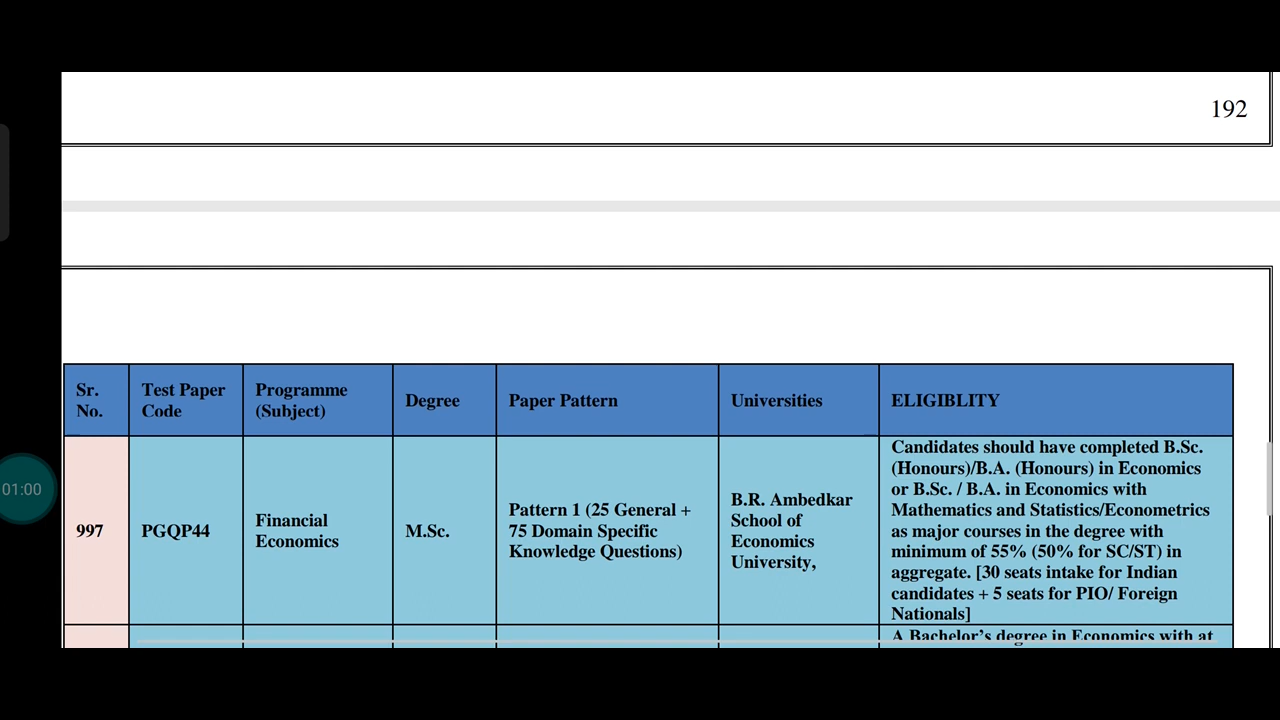 192
Sr.
No.
Test Paper
Code
Programme
(Subject)
Degree
Paper Pattern
Universities
ELIGIBLITY
997
PGQP44
Financial
Economics
M.Sc.
Pattern 1 (25 General +
75 Domain Specific
Knowledge Questions)
B.R. Ambedkar
School of
Economics
University,
Candidates should have completed B.Sc.
(Honours)/B.A. (Honours) in Economics
or B.Sc. / B.A. in Economics with
Mathematics and Statistics/Econometrics
as major courses in the degree with
minimum of 55% (50% for SC/ST) in
aggregate. [30 seats intake for Indian
candidates + 5 seats for PIO/ Foreign
Nationals]
A Bachelor’s degree in Economics with at
01:00